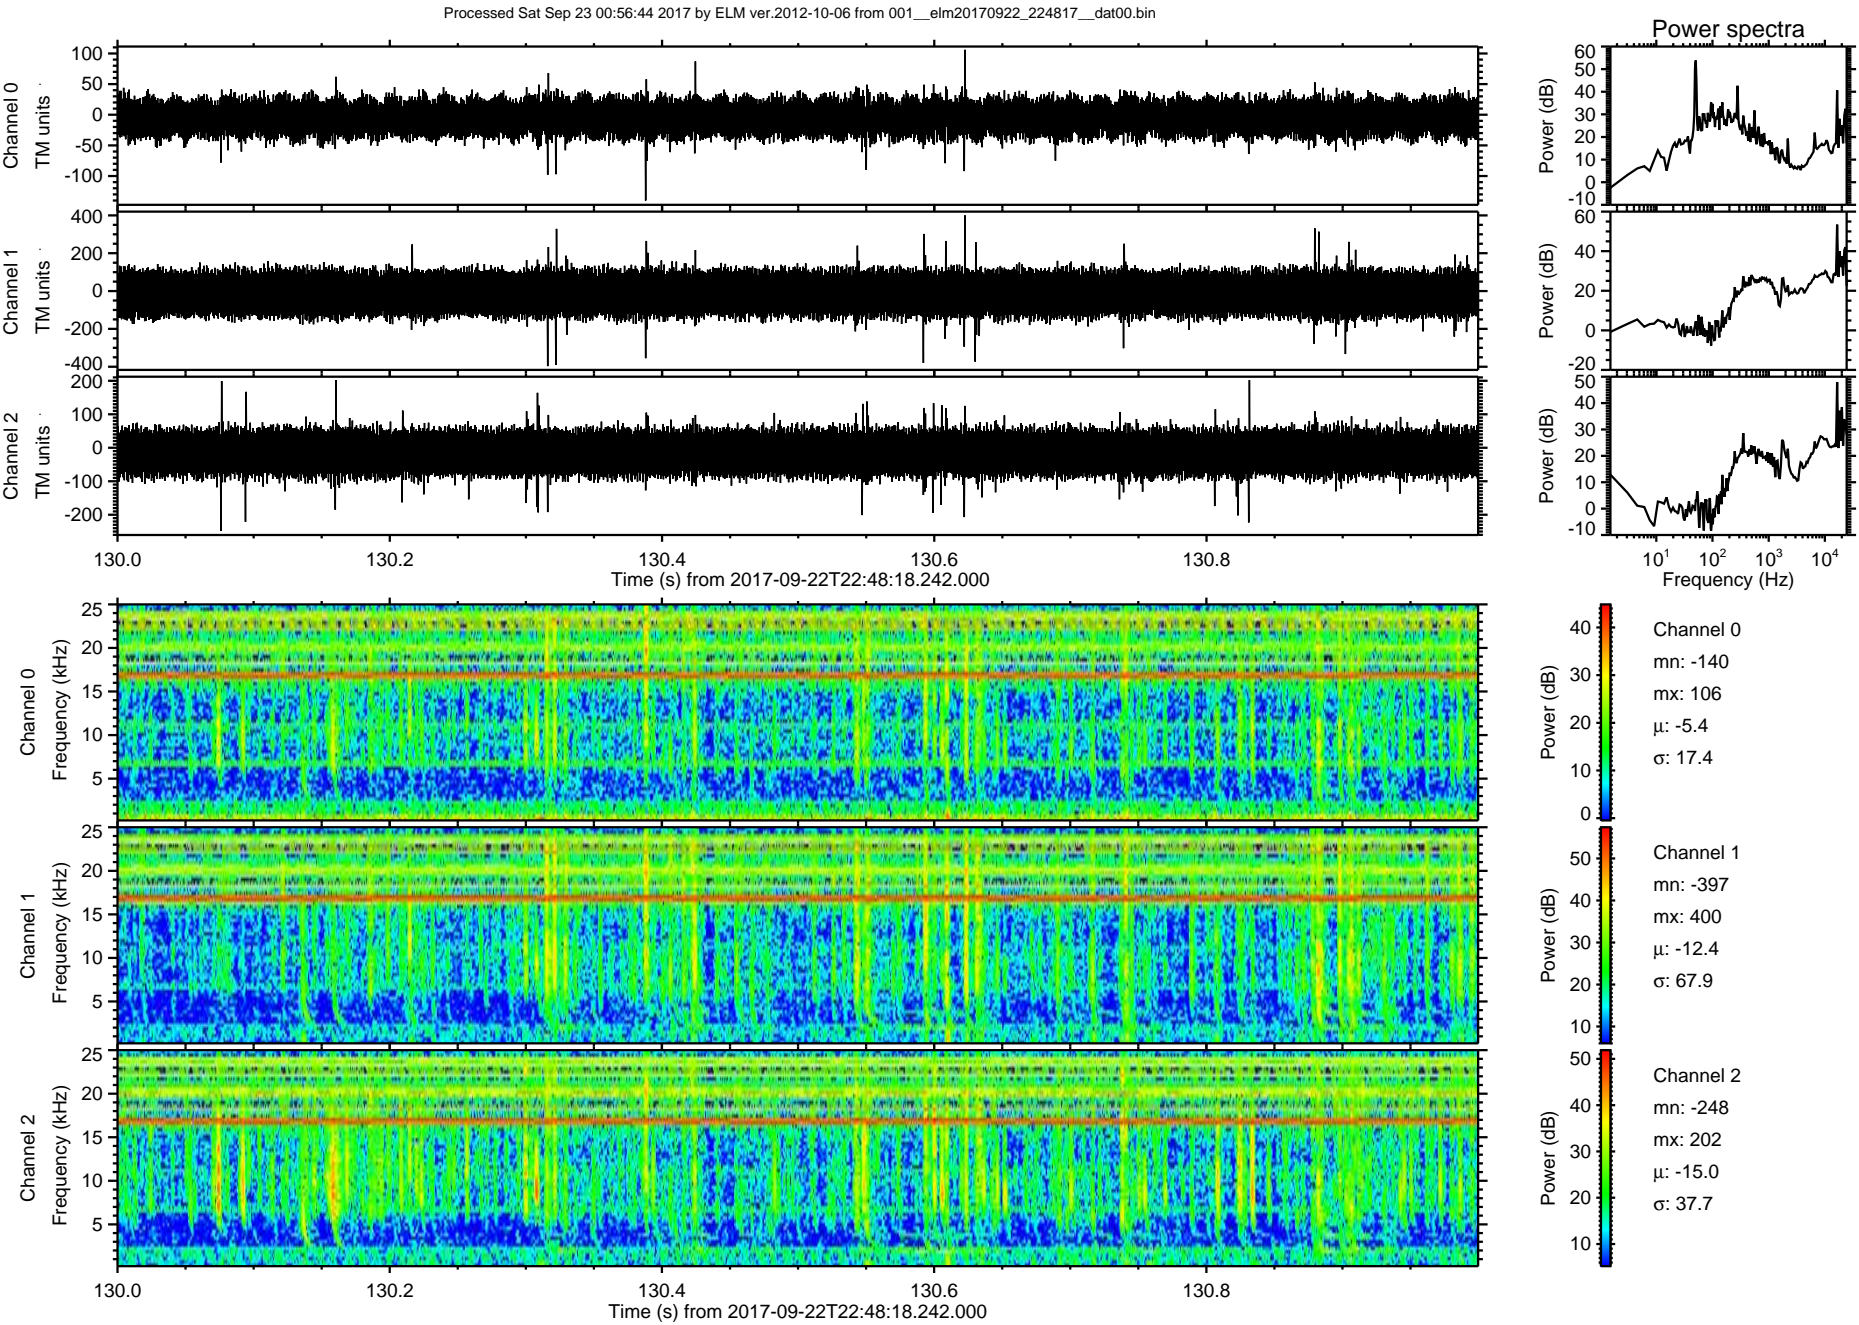 Processed Sat Sep 23 00:56:44 2017 by ELM ver.2012-10-06 from 001__elm20170922_224817__dat00.bin
Power spectra
Channel 0
TM units
100
50
0
-50
-100
Power (dB)
60
50
40
30
20
10
0
-10
Channel 1
TM units
400
200
0
-200
-400
Power (dB)
60
40
20
0
-20
Channel 2
TM units
200
100
0
-100
-200
Power (dB)
50
40
30
20
10
0
-10
130.0 130.2 130.4 130.6 130.8
Time (s) from 2017-09-22T22:48:18.242.000
10^1 10^2 10^3 10^4
Frequency (Hz)
Channel 0
Frequency (kHz)
25
20
15
10
5
Power (dB)
40
30
20
10
0
Channel 0
mn: -140
mx: 106
μ: -5.4
σ: 17.4
Channel 1
Frequency (kHz)
25
20
15
10
5
Power (dB)
50
40
30
20
10
Channel 1
mn: -397
mx: 400
μ: -12.4
σ: 67.9
Channel 2
Frequency (kHz)
25
20
15
10
5
Power (dB)
50
40
30
20
10
Channel 2
mn: -248
mx: 202
μ: -15.0
σ: 37.7
130.0 130.2 130.4 130.6 130.8
Time (s) from 2017-09-22T22:48:18.242.000